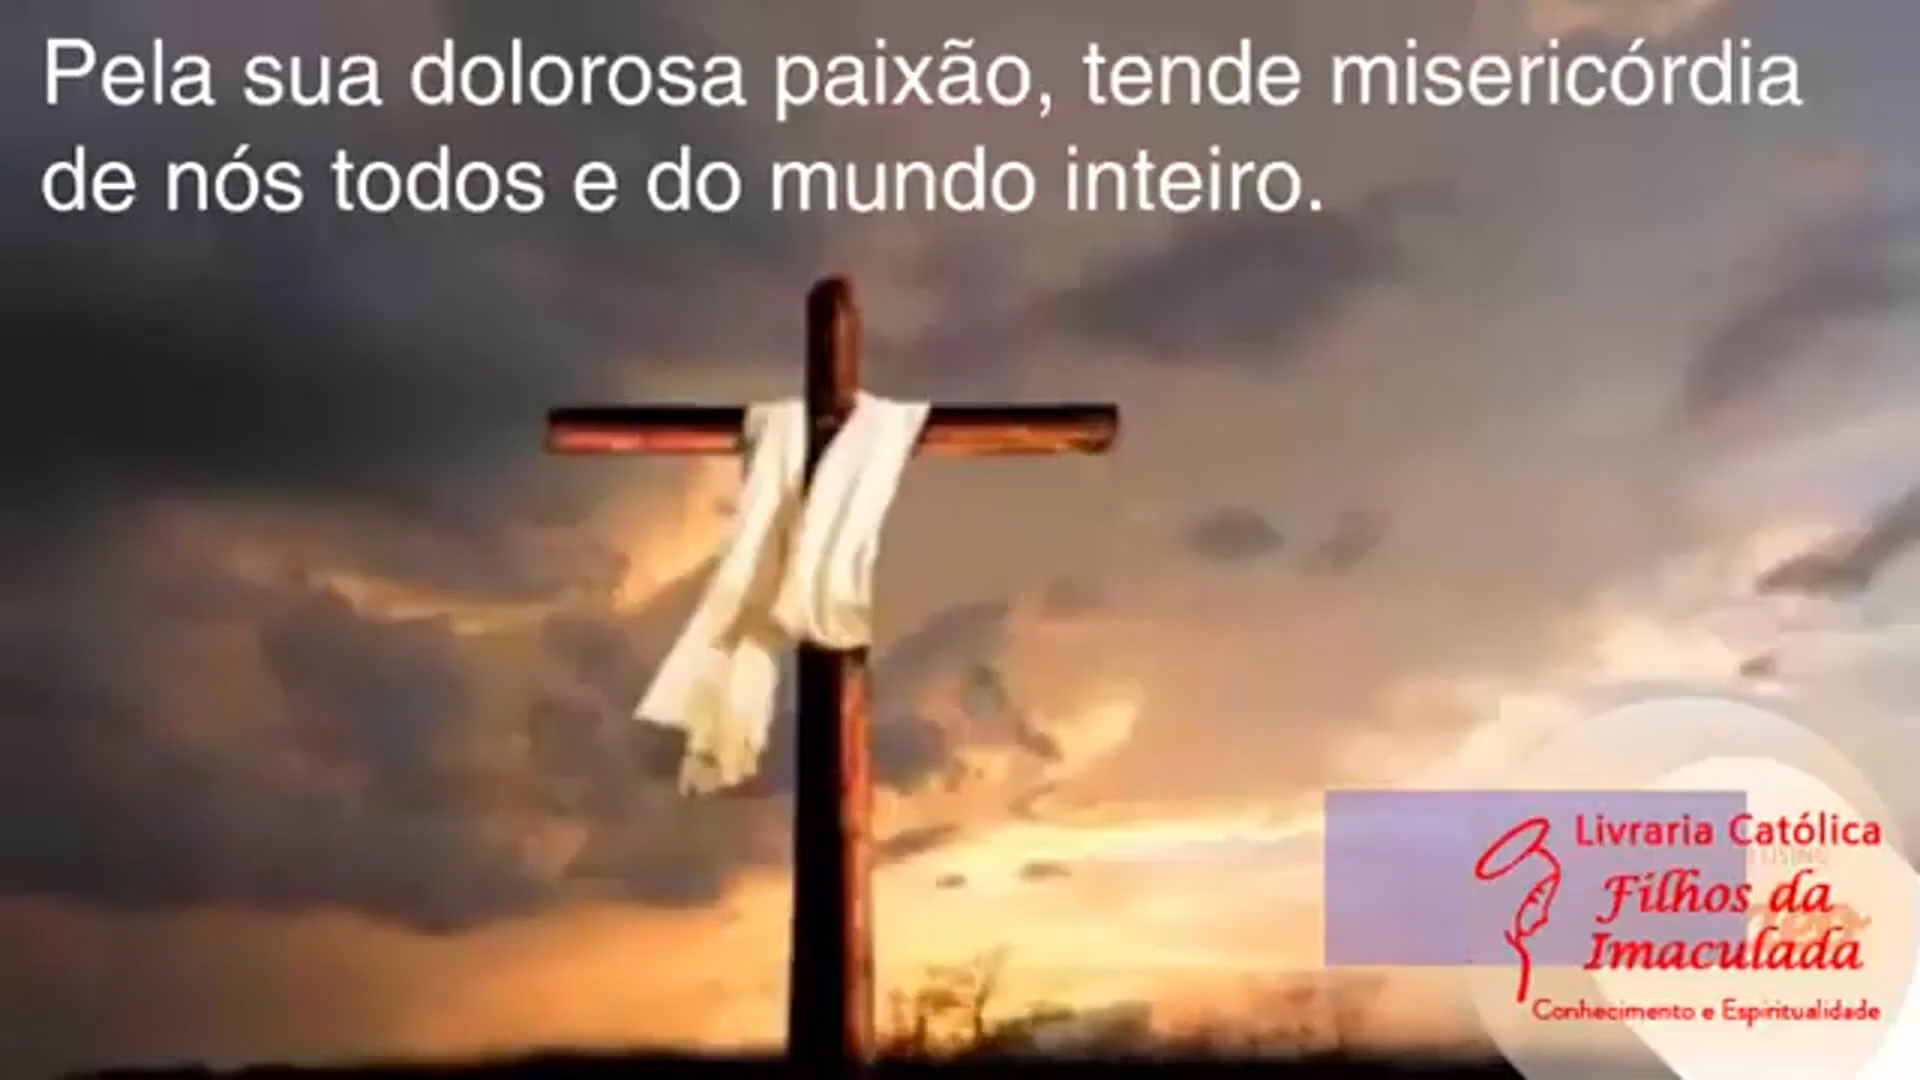 Pela sua dolorosa paixão, tende misericórdia
de nós todos e do mundo inteiro.
Livraria Católica
Filhos da
Imaculada
Conhecimento e Espiritualidade